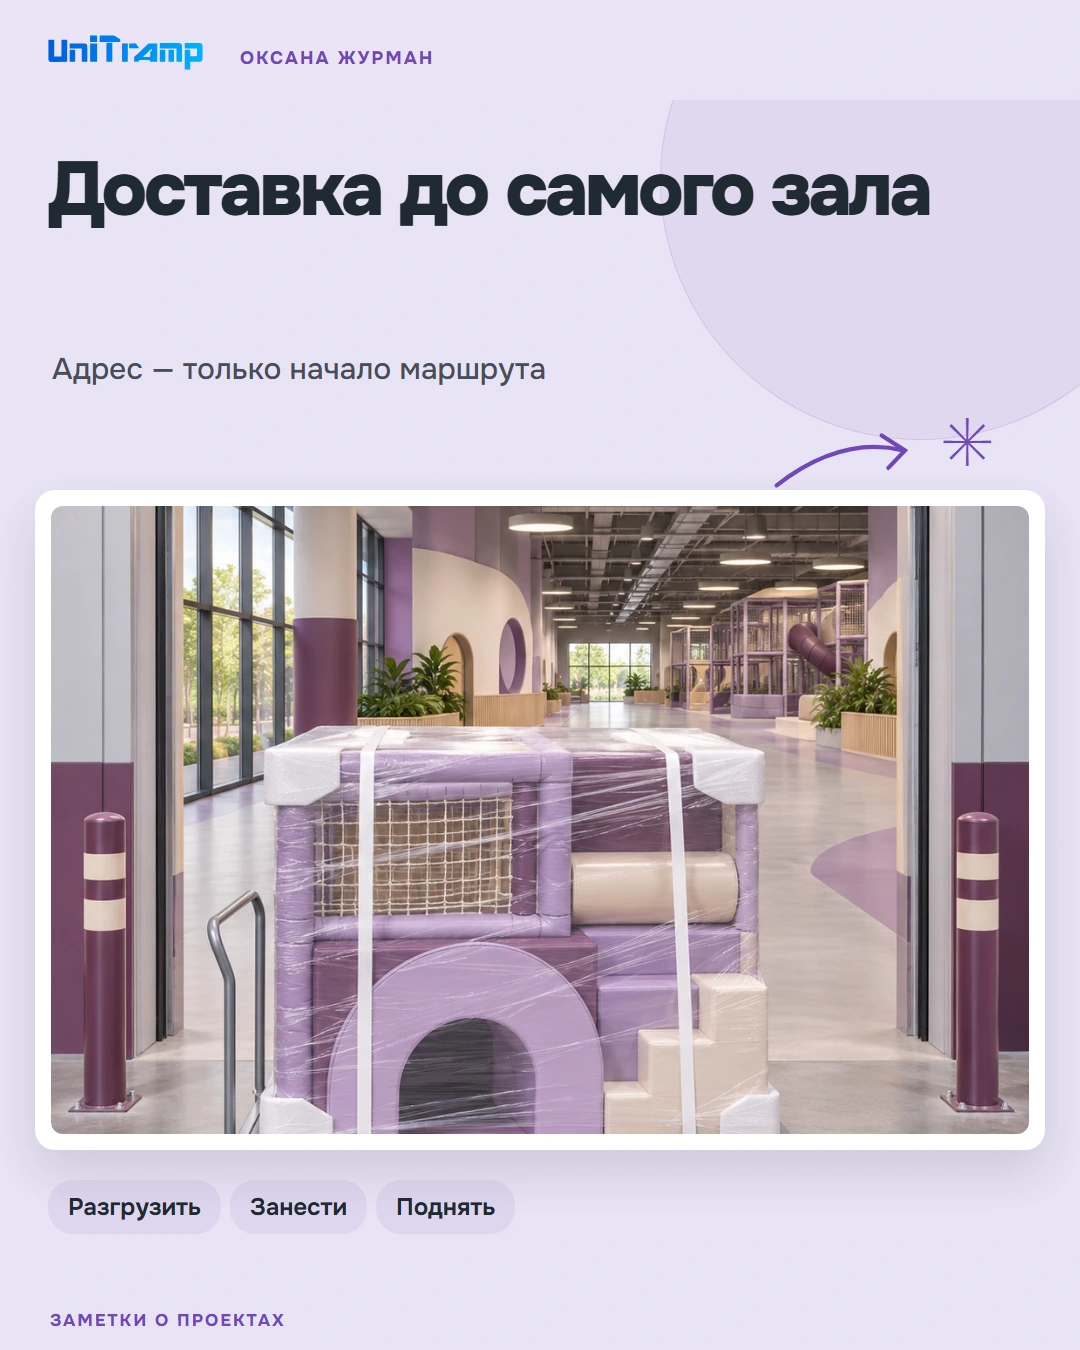 UniTramp
ОКСАНА ЖУРМАН
Доставка до самого зала
Адрес — только начало маршрута
Разгрузить
Занести
Поднять
ЗАМЕТКИ О ПРОЕКТАХ